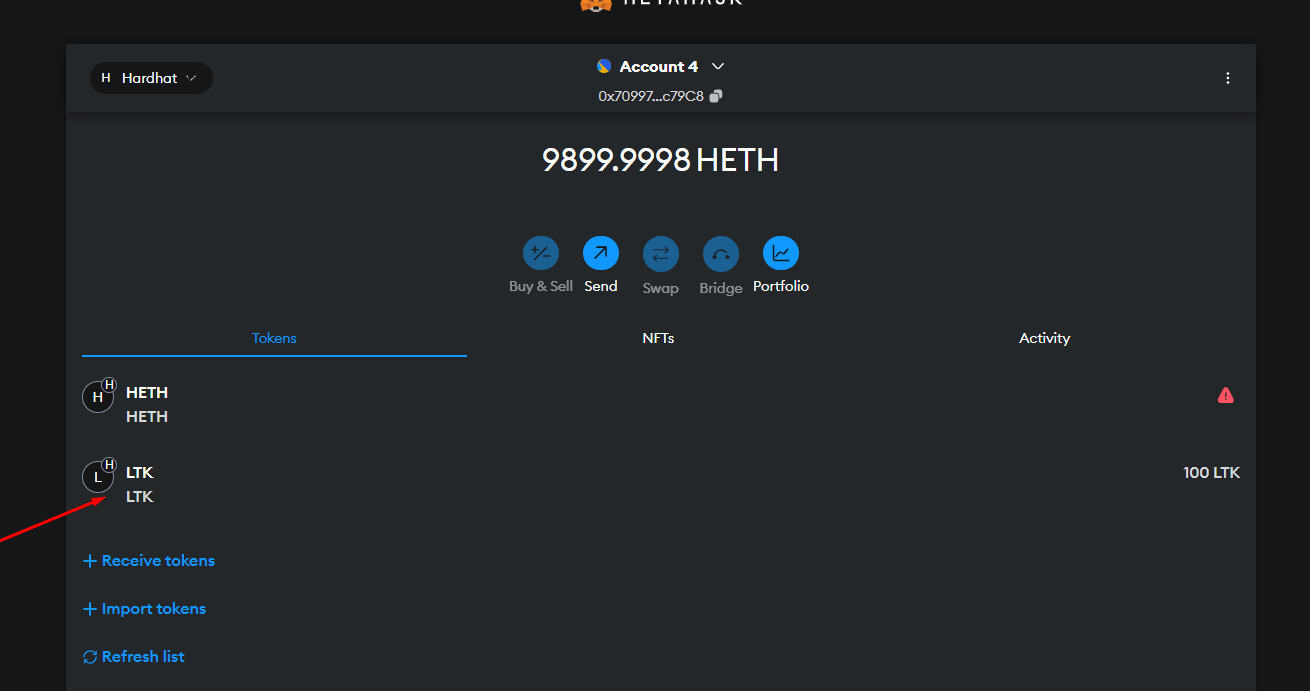 METAMASK
H Hardhat
Account 4
0x70997...c79C8
9899.9998 HETH
Buy & Sell Send Swap Bridge Portfolio
Tokens NFTs Activity
H H HETH
HETH
L H LTK 100 LTK
LTK
+ Receive tokens
+ Import tokens
Refresh list